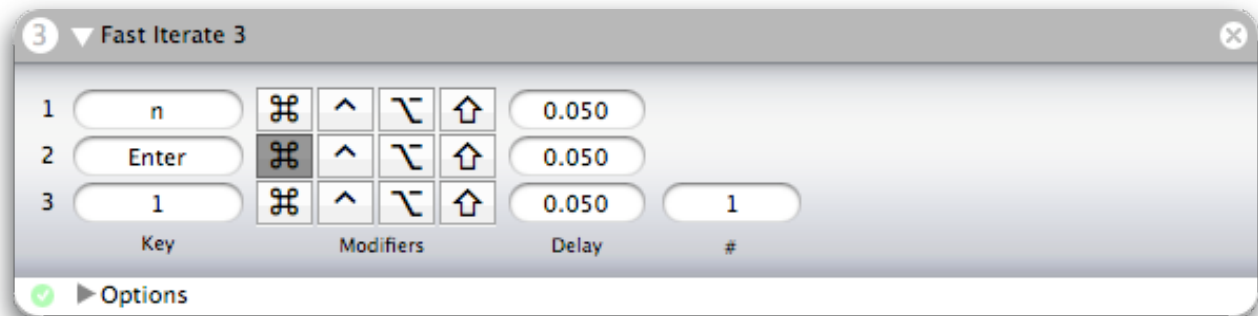 3 Fast Iterate 3
1 n ⌘ ^ ⌥ ⇧ 0.050
2 Enter ⌘ ^ ⌥ ⇧ 0.050
3 1 ⌘ ^ ⌥ ⇧ 0.050 1
Key Modifiers Delay #
Options